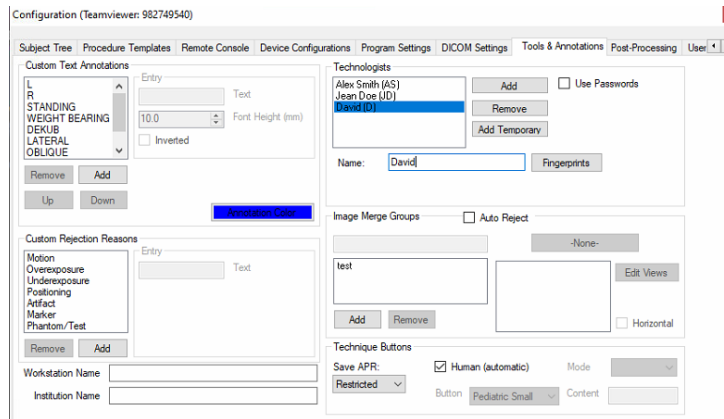 Configuration (Teamviewer: 982749540)
Subject Tree Procedure Templates Remote Console Device Configurations Program Settings DICOM Settings Tools & Annotations Post-Processing User
Custom Text Annotations
L
R
STANDING
WEIGHT BEARING
DEKUB
LATERAL
OBLIQUE
Entry
Text
10.0 Font Height (mm)
Inverted
Remove Add
Up Down
Annotation Color
Custom Rejection Reasons
Motion
Overexposure
Underexposure
Positioning
Artifact
Marker
Phantom/Test
Entry
Text
Remove Add
Workstation Name
Institution Name
Technologists
Alex Smith (AS)
Jean Doe (JD)
David (D)
Add Use Passwords
Remove
Add Temporary
Name: David Fingerprints
Image Merge Groups Auto Reject
-None-
test
Edit Views
Add Remove Horizontal
Technique Buttons
Save APR: Human (automatic) Mode
Restricted Button Pediatric Small Content